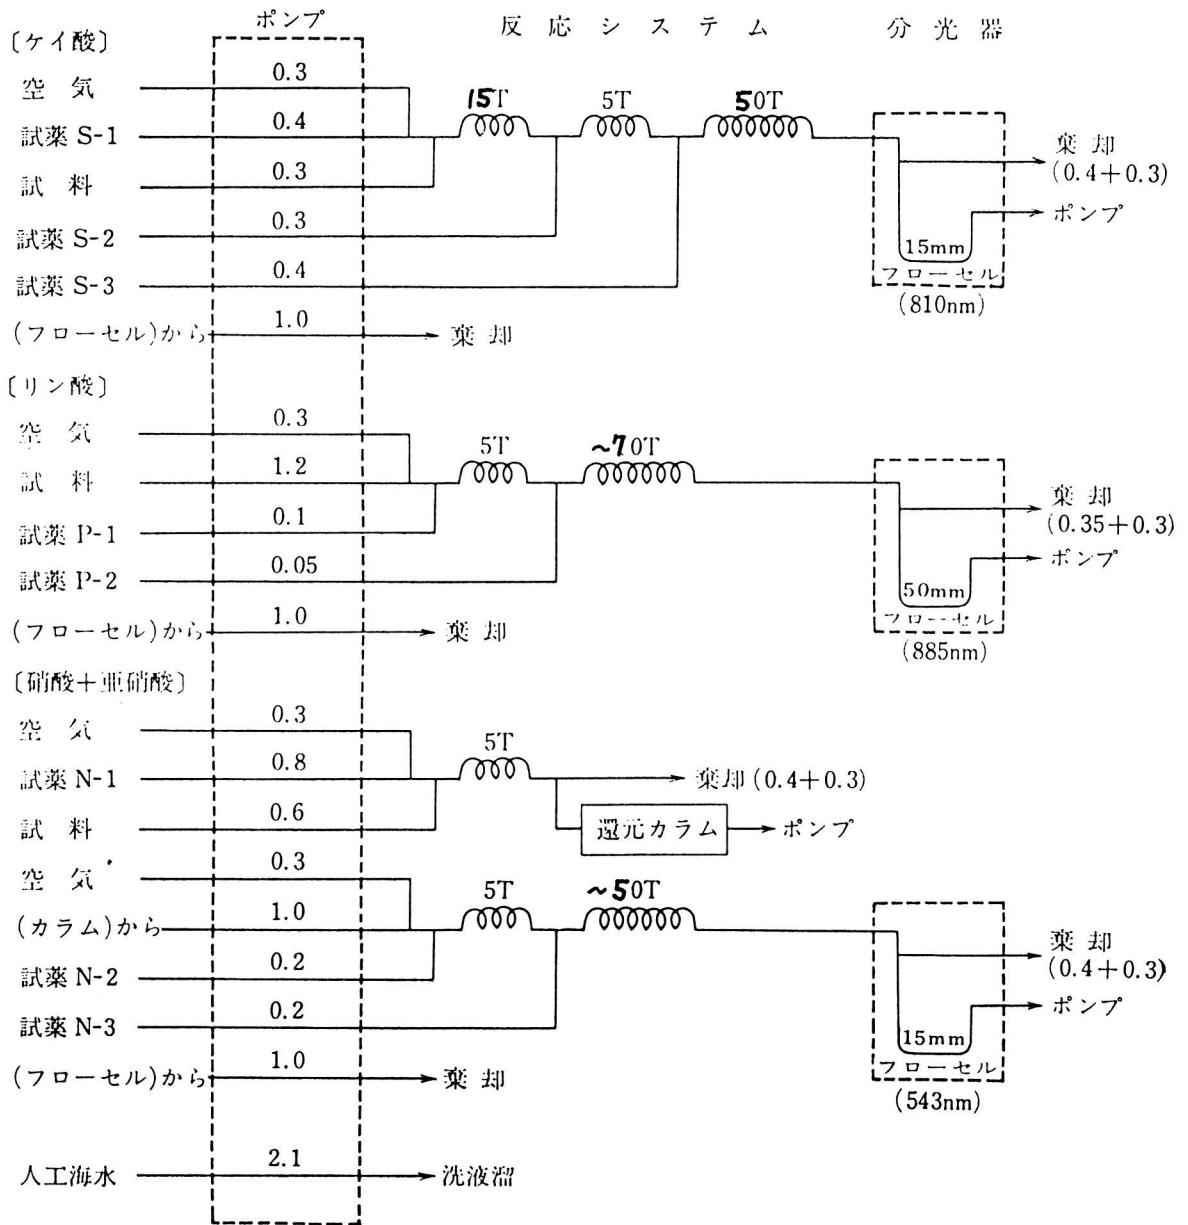 ポンプ
反応システム
分光器
〔ケイ酸〕
空気
0.3
試薬 S-1
0.4
試料
0.3
試薬 S-2
0.3
試薬 S-3
0.4
(フローセル)から
1.0
棄却
15T
5T
50T
棄却
(0.4+0.3)
ポンプ
15mm
フローセル
(810nm)
〔リン酸〕
空気
0.3
試料
1.2
試薬 P-1
0.1
試薬 P-2
0.05
(フローセル)から
1.0
棄却
5T
~70T
棄却
(0.35+0.3)
ポンプ
50mm
フローセル
(885nm)
〔硝酸+亜硝酸〕
空気
0.3
試薬 N-1
0.8
試料
0.6
5T
棄却(0.4+0.3)
還元カラム
ポンプ
空気
0.3
(カラム)から
1.0
試薬 N-2
0.2
試薬 N-3
0.2
(フローセル)から
1.0
棄却
5T
~50T
棄却
(0.4+0.3)
ポンプ
15mm
フローセル
(543nm)
人工海水
2.1
洗液溜